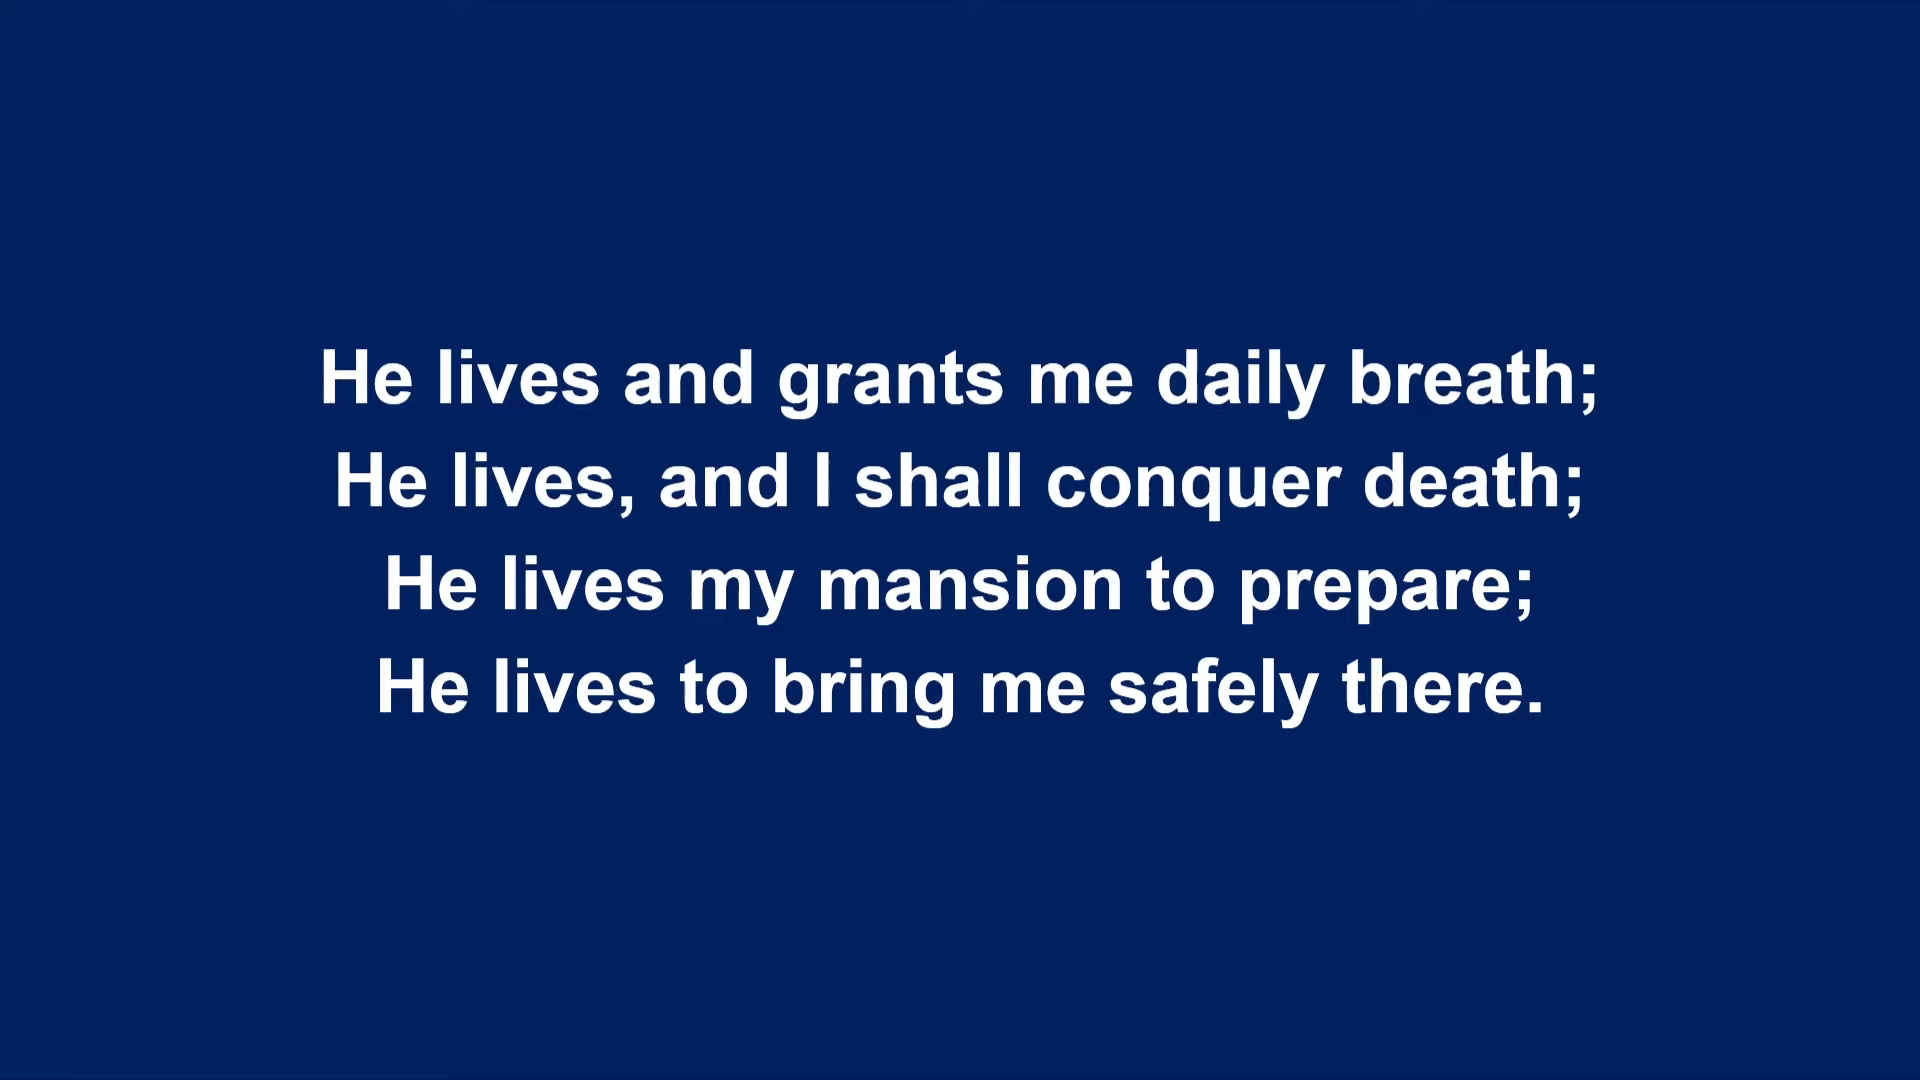 He lives and grants me daily breath;
He lives, and I shall conquer death;
He lives my mansion to prepare;
He lives to bring me safely there.